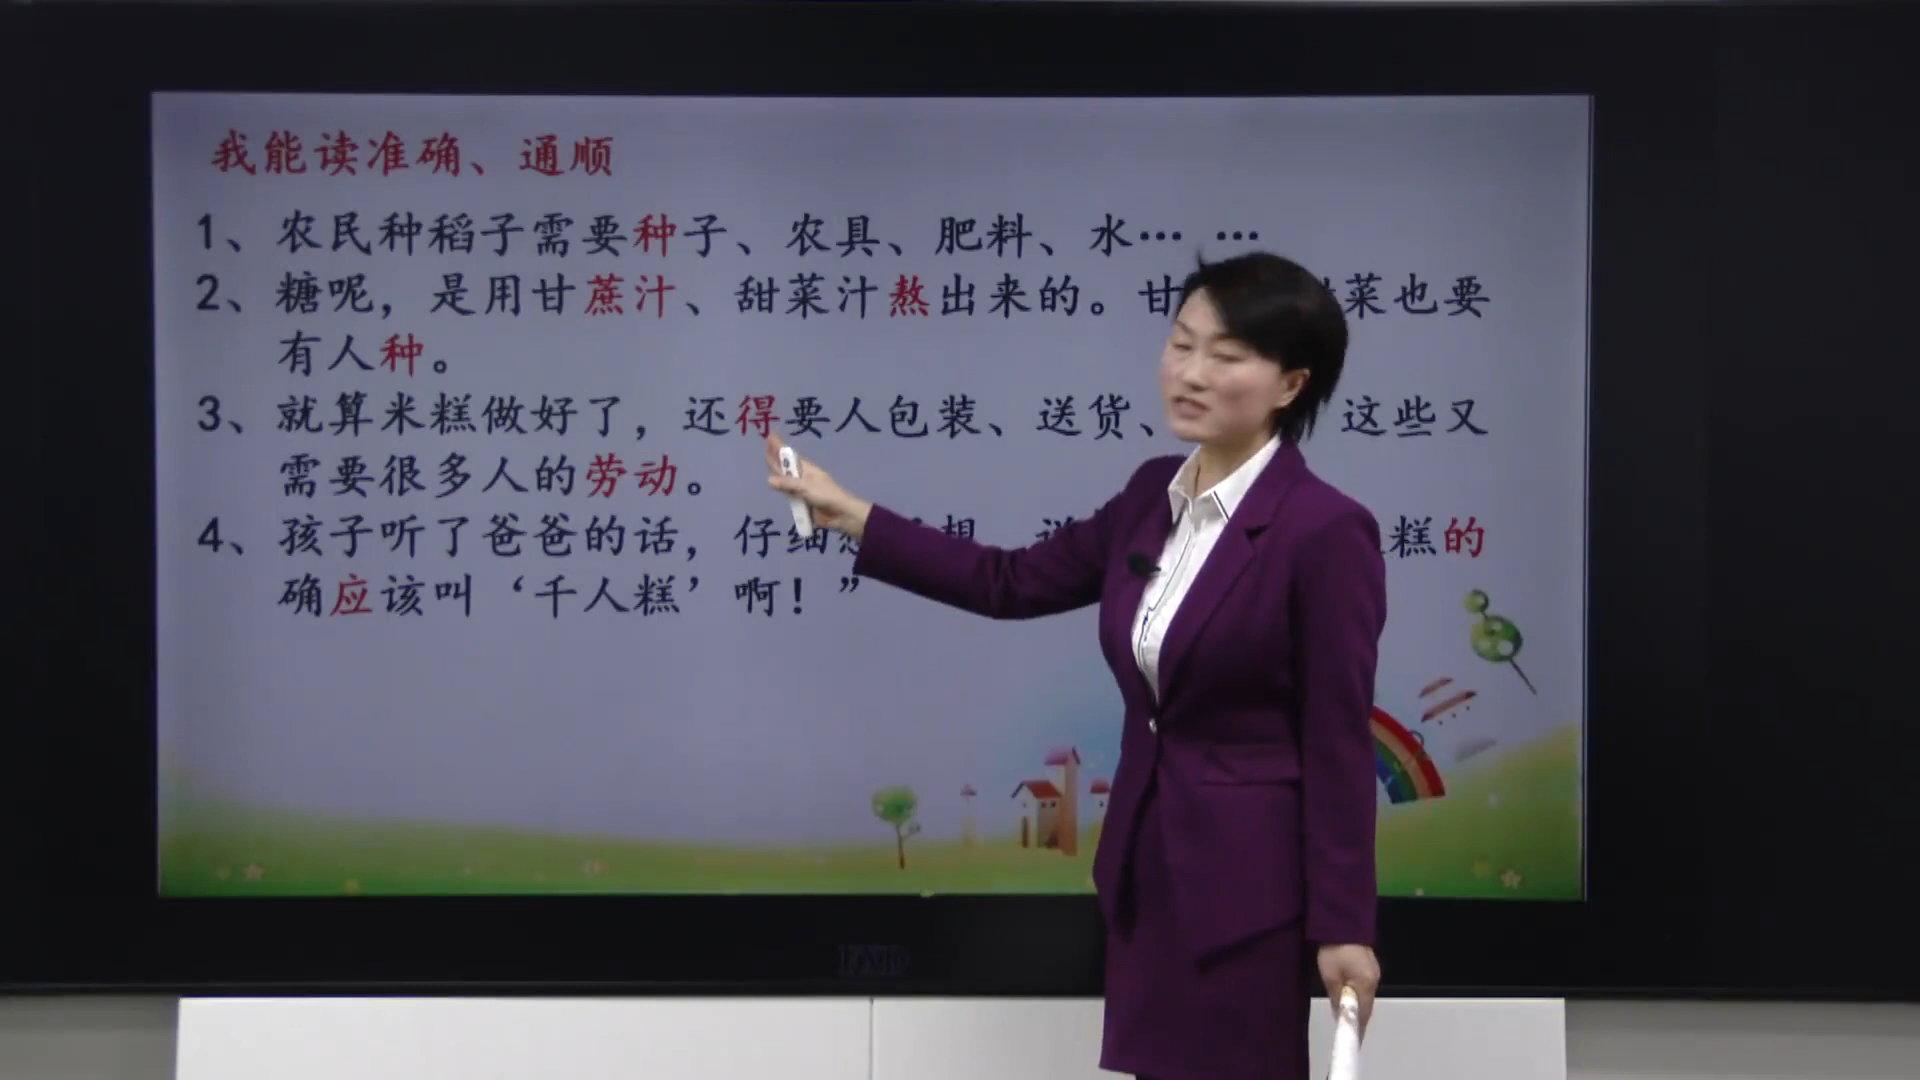 我能读准确、通顺
1、农民种稻子需要种子、农具、肥料、水… …
2、糖呢，是用甘蔗汁、甜菜汁熬出来的。甘 菜也要
有人种。
3、就算米糕做好了，还得要人包装、送货、 这些又
需要很多人的劳动。
4、孩子听了爸爸的话，仔细 想 糕的
确应该叫‘千人糕’啊！”